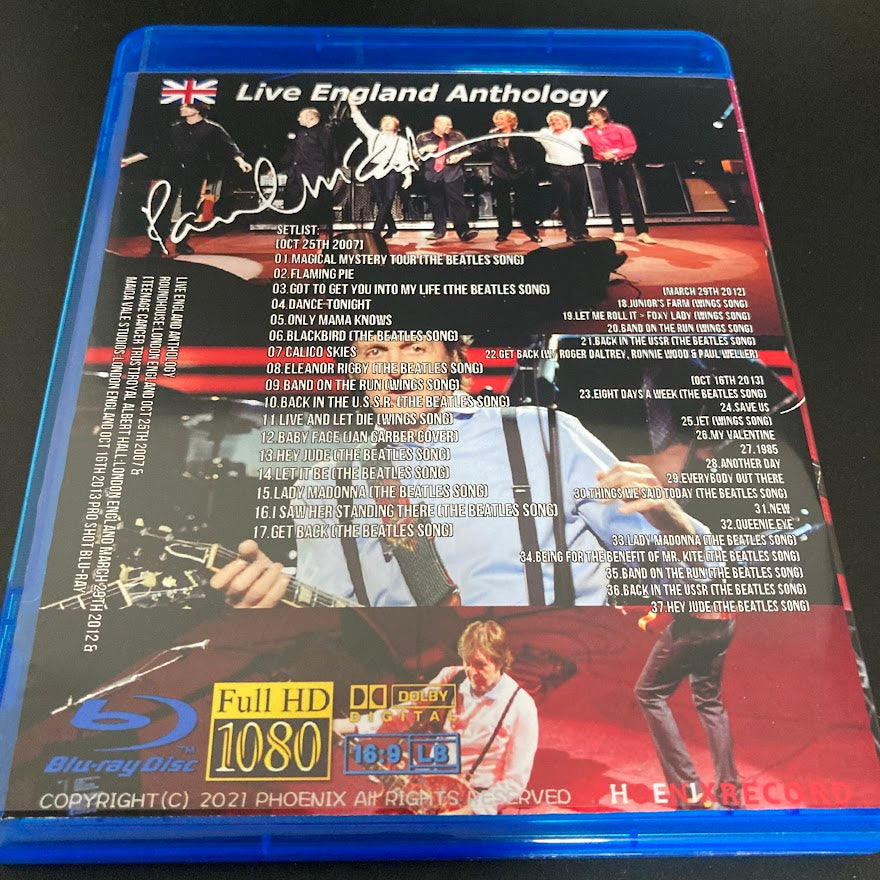 Live England Anthology
Paul McCartney
SETLIST:
[OCT 25TH 2007]
01.MAGICAL MYSTERY TOUR (THE BEATLES SONG)
02.FLAMING PIE
03.GOT TO GET YOU INTO MY LIFE (THE BEATLES SONG)
04.DANCE TONIGHT
05.ONLY MAMA KNOWS
06.BLACKBIRD (THE BEATLES SONG)
07.CALICO SKIES
08.ELEANOR RIGBY (THE BEATLES SONG)
09.BAND ON THE RUN (WINGS SONG)
10.BACK IN THE U.S.S.R. (THE BEATLES SONG)
11.LIVE AND LET DIE (WINGS SONG)
12.BABY FACE (JAN GARBER COVER)
13.HEY JUDE (THE BEATLES SONG)
14.LET IT BE (THE BEATLES SONG)
15.LADY MADONNA (THE BEATLES SONG)
16.I SAW HER STANDING THERE (THE BEATLES SONG)
17.GET BACK (THE BEATLES SONG)
[MARCH 29TH 2012]
18.JUNIOR'S FARM (WINGS SONG)
19.LET ME ROLL IT ~ FOXY LADY (WINGS SONG)
20.BAND ON THE RUN (WINGS SONG)
21.BACK IN THE USSR (THE BEATLES SONG)
22.GET BACK (W/ ROGER DALTREY, RONNIE WOOD & PAUL WELLER)
[OCT 16TH 2013]
23.EIGHT DAYS A WEEK (THE BEATLES SONG)
24.SAVE US
25.JET (WINGS SONG)
26.MY VALENTINE
27.1985
28.ANOTHER DAY
29.EVERYBODY OUT THERE
30.THINGS WE SAID TODAY (THE BEATLES SONG)
31.NEW
32.QUEENIE EYE
33.LADY MADONNA (THE BEATLES SONG)
34.BEING FOR THE BENEFIT OF MR. KITE (THE BEATLES SONG)
35.BAND ON THE RUN (THE BEATLES SONG)
36.BACK IN THE USSR (THE BEATLES SONG)
37.HEY JUDE (THE BEATLES SONG)
LIVE ENGLAND ANTHOLOGY
ROUNDHOUSE:LONDON ENGLAND OCT 25TH 2007 &
[TEENAGE CANCER TRUST]ROYAL ALBERT HALL:LONDON ENGLAND MARCH 29TH 2012 &
MAIDA VALE STUDIOS:LONDON ENGLAND OCT 16TH 2013 PRO SHOT BLU-RAY
Blu-ray Disc TM
Full HD
1080
DOLBY
DIGITAL
16:9 LB
COPYRIGHT(C) 2021 PHOENIX All RIGHTS RESERVED
HOENIXRECORD